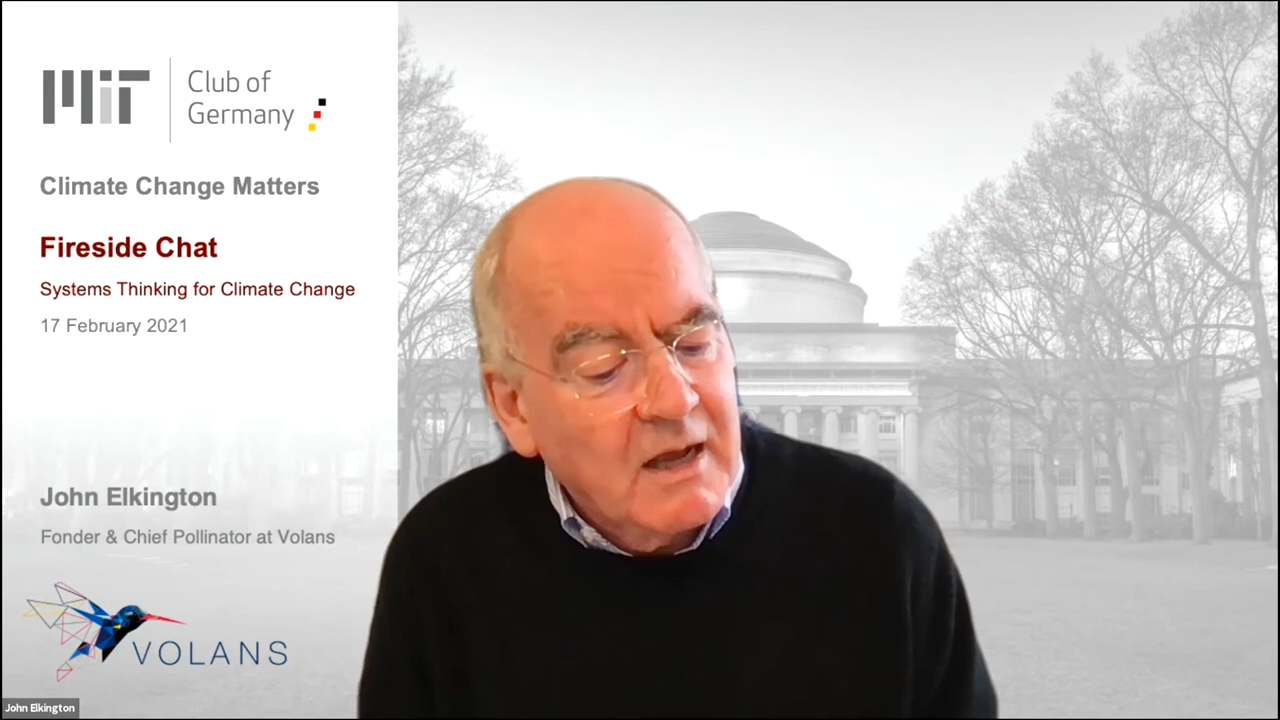 MIT
Club of
Germany
Climate Change Matters
Fireside Chat
Systems Thinking for Climate Change
17 February 2021
John Elkington
Fonder & Chief Pollinator at Volans
VOLANS
John Elkington